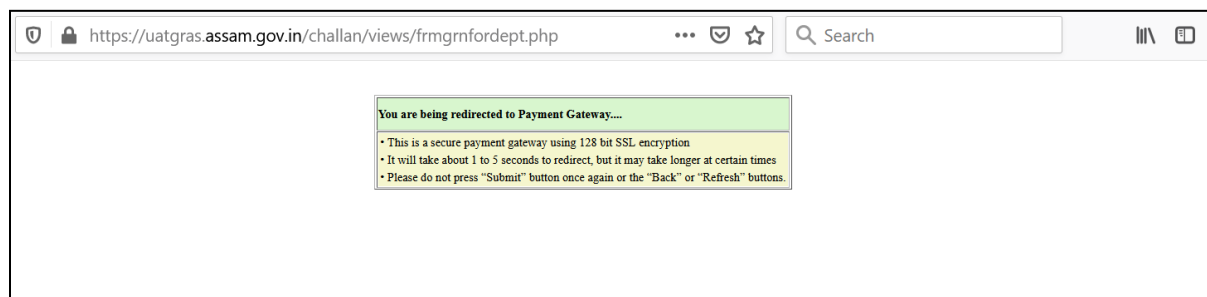 https://uatgras.assam.gov.in/challan/views/frmgrnfordept.php
Search
You are being redirected to Payment Gateway....
• This is a secure payment gateway using 128 bit SSL encryption
• It will take about 1 to 5 seconds to redirect, but it may take longer at certain times
• Please do not press “Submit” button once again or the “Back” or “Refresh” buttons.